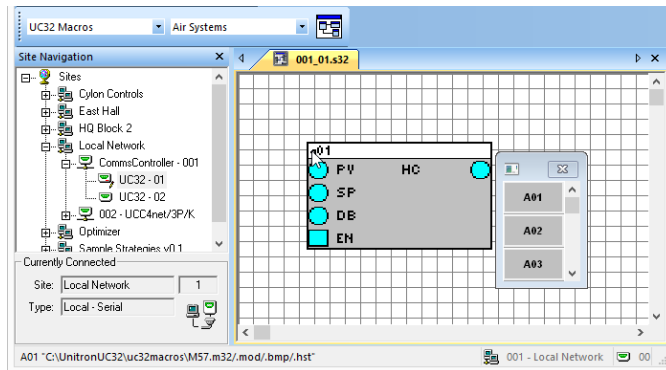 UC32 Macros
Air Systems
Site Navigation
001_01.s32
Sites
Cylon Controls
East Hall
HQ Block 2
Local Network
CommsController - 001
UC32 - 01
UC32 - 02
002 - UCC4net/3P/K
Optimizer
Sample Strategies v0.1
Currently Connected
Site: Local Network 1
Type: Local - Serial
PV HC
SP
DB
EN
A01
A02
A03
A01 "C:\UnitronUC32\uc32macros\M57.m32/.mod/.bmp/.hst"
001 - Local Network
00